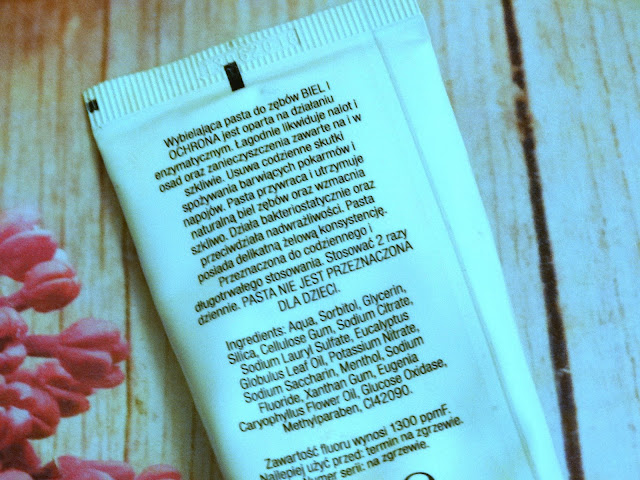 Wybielająca pasta do zębów BIEL I
OCHRONA jest oparta na działaniu
enzymatycznym. Łagodnie likwiduje nalot i
osad oraz zanieczyszczenia zawarte na i w
szkliwie. Usuwa codzienne skutki
spożywania barwiących pokarmów i
napojów. Pasta przywraca i utrzymuje
naturalną biel zębów oraz wzmacnia
szkliwo. Działa bakteriostatycznie oraz
przeciwdziała nadwrażliwości. Pasta
posiada delikatną żelową konsystencję.
Przeznaczona do codziennego i
długotrwałego stosowania. Stosować 2 razy
dziennie. PASTA NIE JEST PRZEZNACZONA
DLA DZIECI.
Ingredients: Aqua, Sorbitol, Glycerin,
Silica, Cellulose Gum, Sodium Citrate,
Sodium Lauryl Sulfate, Eucalyptus
Globulus Leaf Oil, Potassium Nitrate,
Sodium Saccharin, Menthol, Sodium
Fluoride, Xanthan Gum, Eugenia
Caryophyllus Flower Oil, Glucose Oxidase,
Methylparaben, CI42090.
Zawartość fluoru wynosi 1300 ppmF.
Najlepiej użyć przed: termin na zgrzewie.
Numer serii: na zgrzewie.